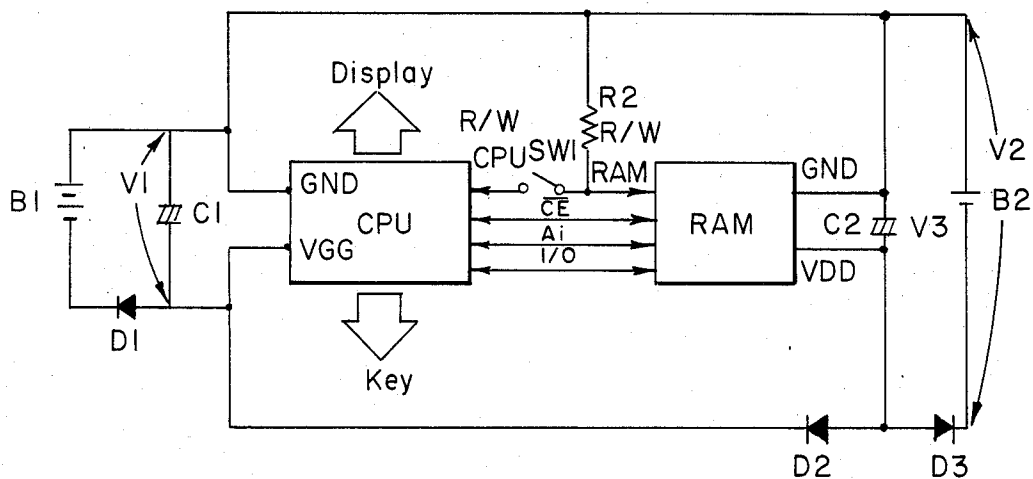 Display
R2
R/W
R/W
CPU
SW1
RAM
V2
V1
B1
C1
GND
CPU
VGG
CE
Ai
I/O
RAM
GND
C2
V3
VDD
B2
D1
Key
D2
D3